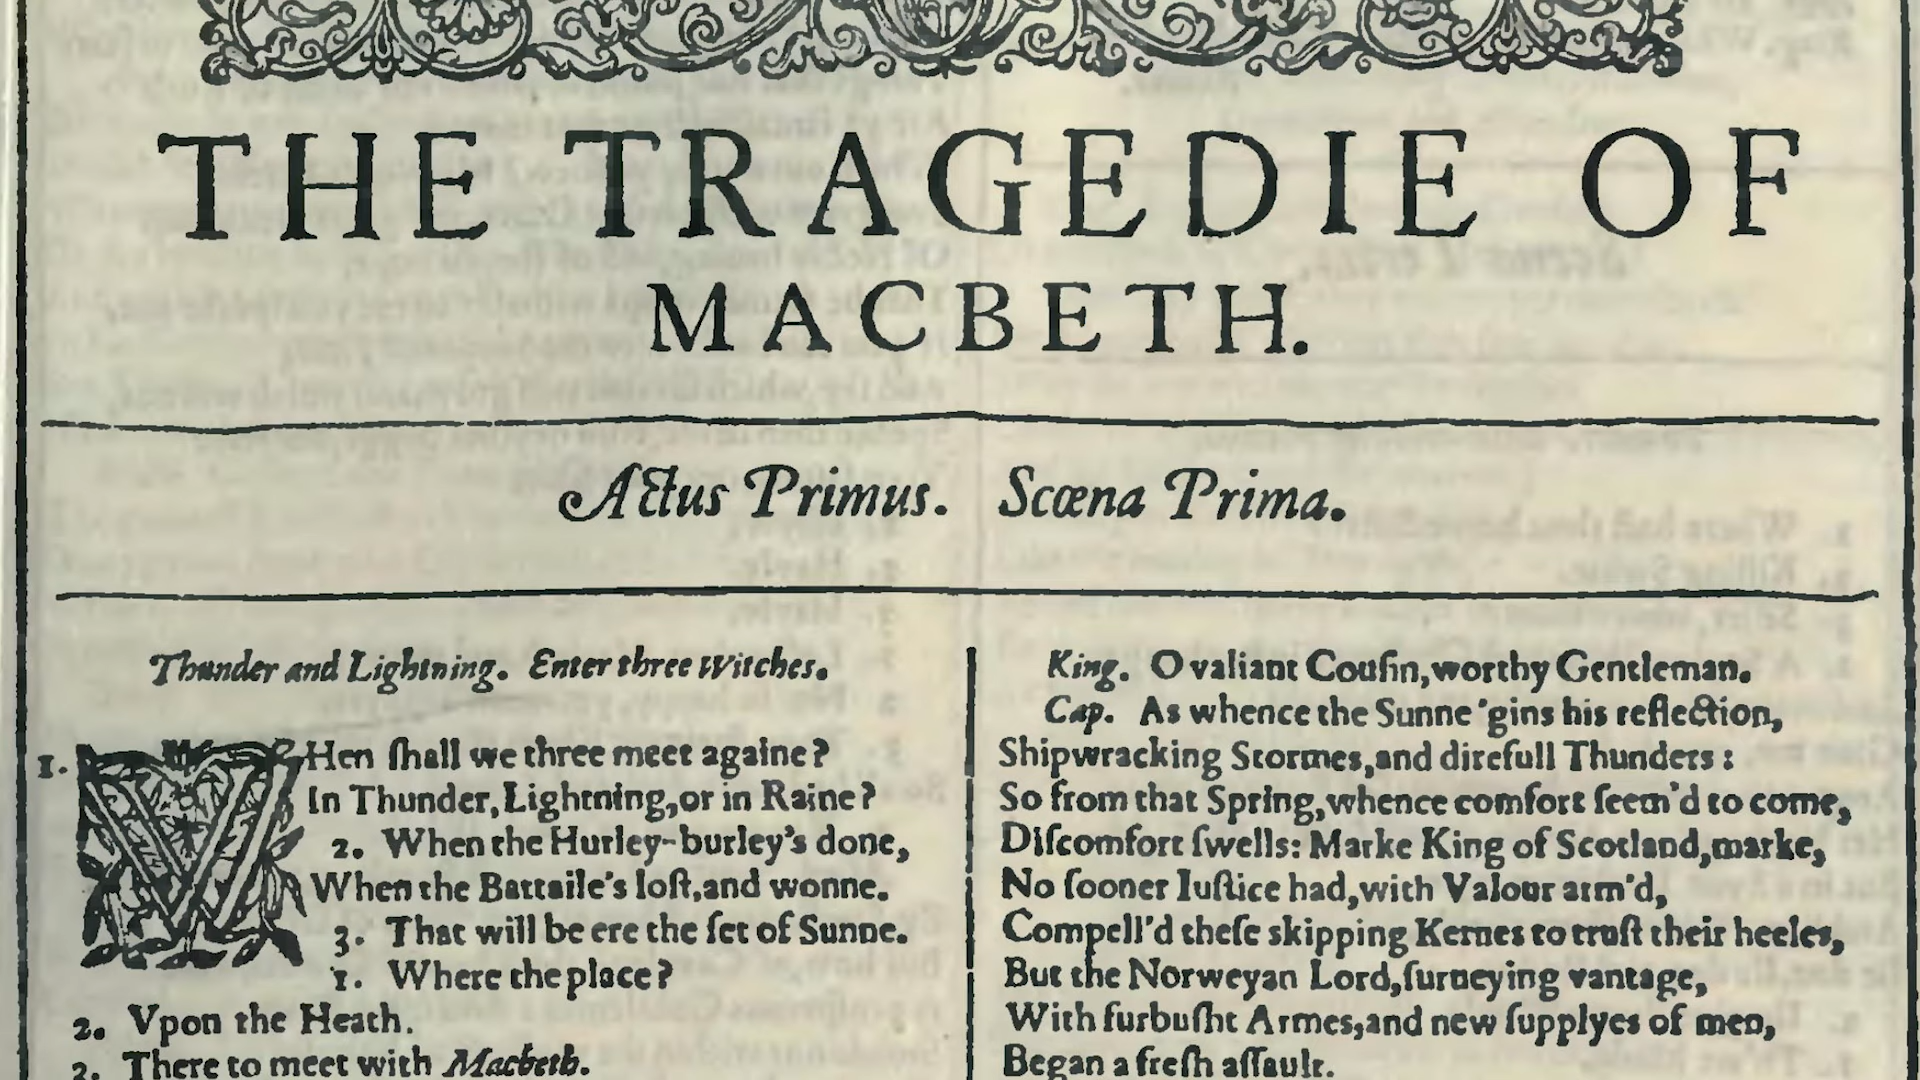 THE TRAGEDIE OF
MACBETH.
Actus Primus. Scœna Prima.
Thunder and Lightning. Enter three Witches.
1. WHen ſhall we three meet againe?
In Thunder, Lightning, or in Raine?
2. When the Hurley-burley's done,
When the Battaile's loſt, and wonne.
3. That will be ere the ſet of Sunne.
1. Where the place?
2. Vpon the Heath.
3. There to meet with Macbeth.
King. O valiant Couſin, worthy Gentleman.
Cap. As whence the Sunne 'gins his reflection,
Shipwracking Stormes, and direfull Thunders:
So from that Spring, whence comfort ſeem'd to come,
Diſcomfort ſwells: Marke King of Scotland, marke,
No ſooner Iuſtice had, with Valour arm'd,
Compell'd theſe skipping Kernes to truſt their heeles,
But the Norweyan Lord, ſurueying vantage,
With furbuſht Armes, and new ſupplyes of men,
Began a freſh aſſault.